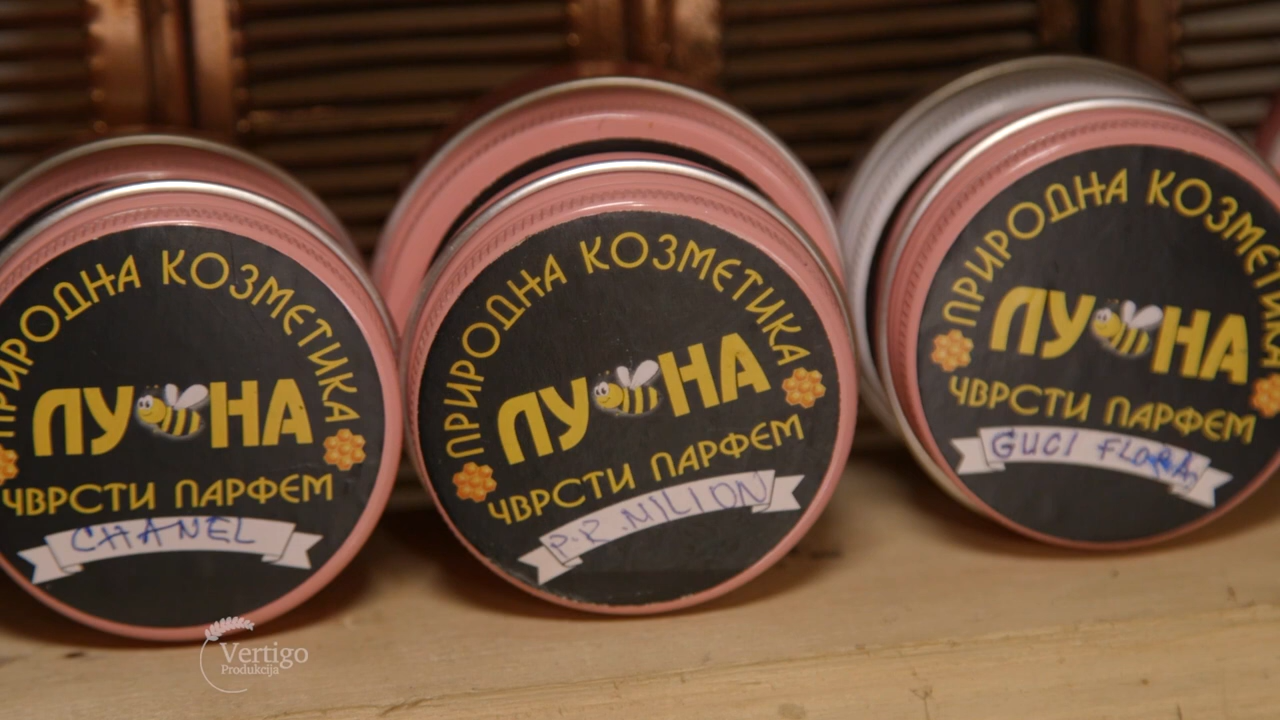 ПРИРОДНА КОЗМЕТИКА
ЛУНА
ЧВРСТИ ПАРФЕМ
CHANEL
ПРИРОДНА КОЗМЕТИКА
ЛУНА
ЧВРСТИ ПАРФЕМ
P.R. MILION
ПРИРОДНА КОЗМЕТИКА
ЛУНА
ЧВРСТИ ПАРФЕМ
GUCI FLORA
Vertigo
Produkcija